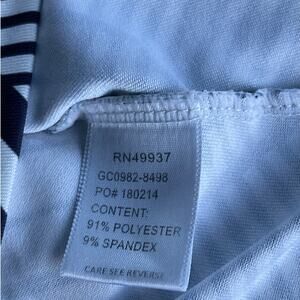 RN49937
GC0982-8498
PO# 180214
CONTENT:
91% POLYESTER
9% SPANDEX
CARE SEE REVERSE